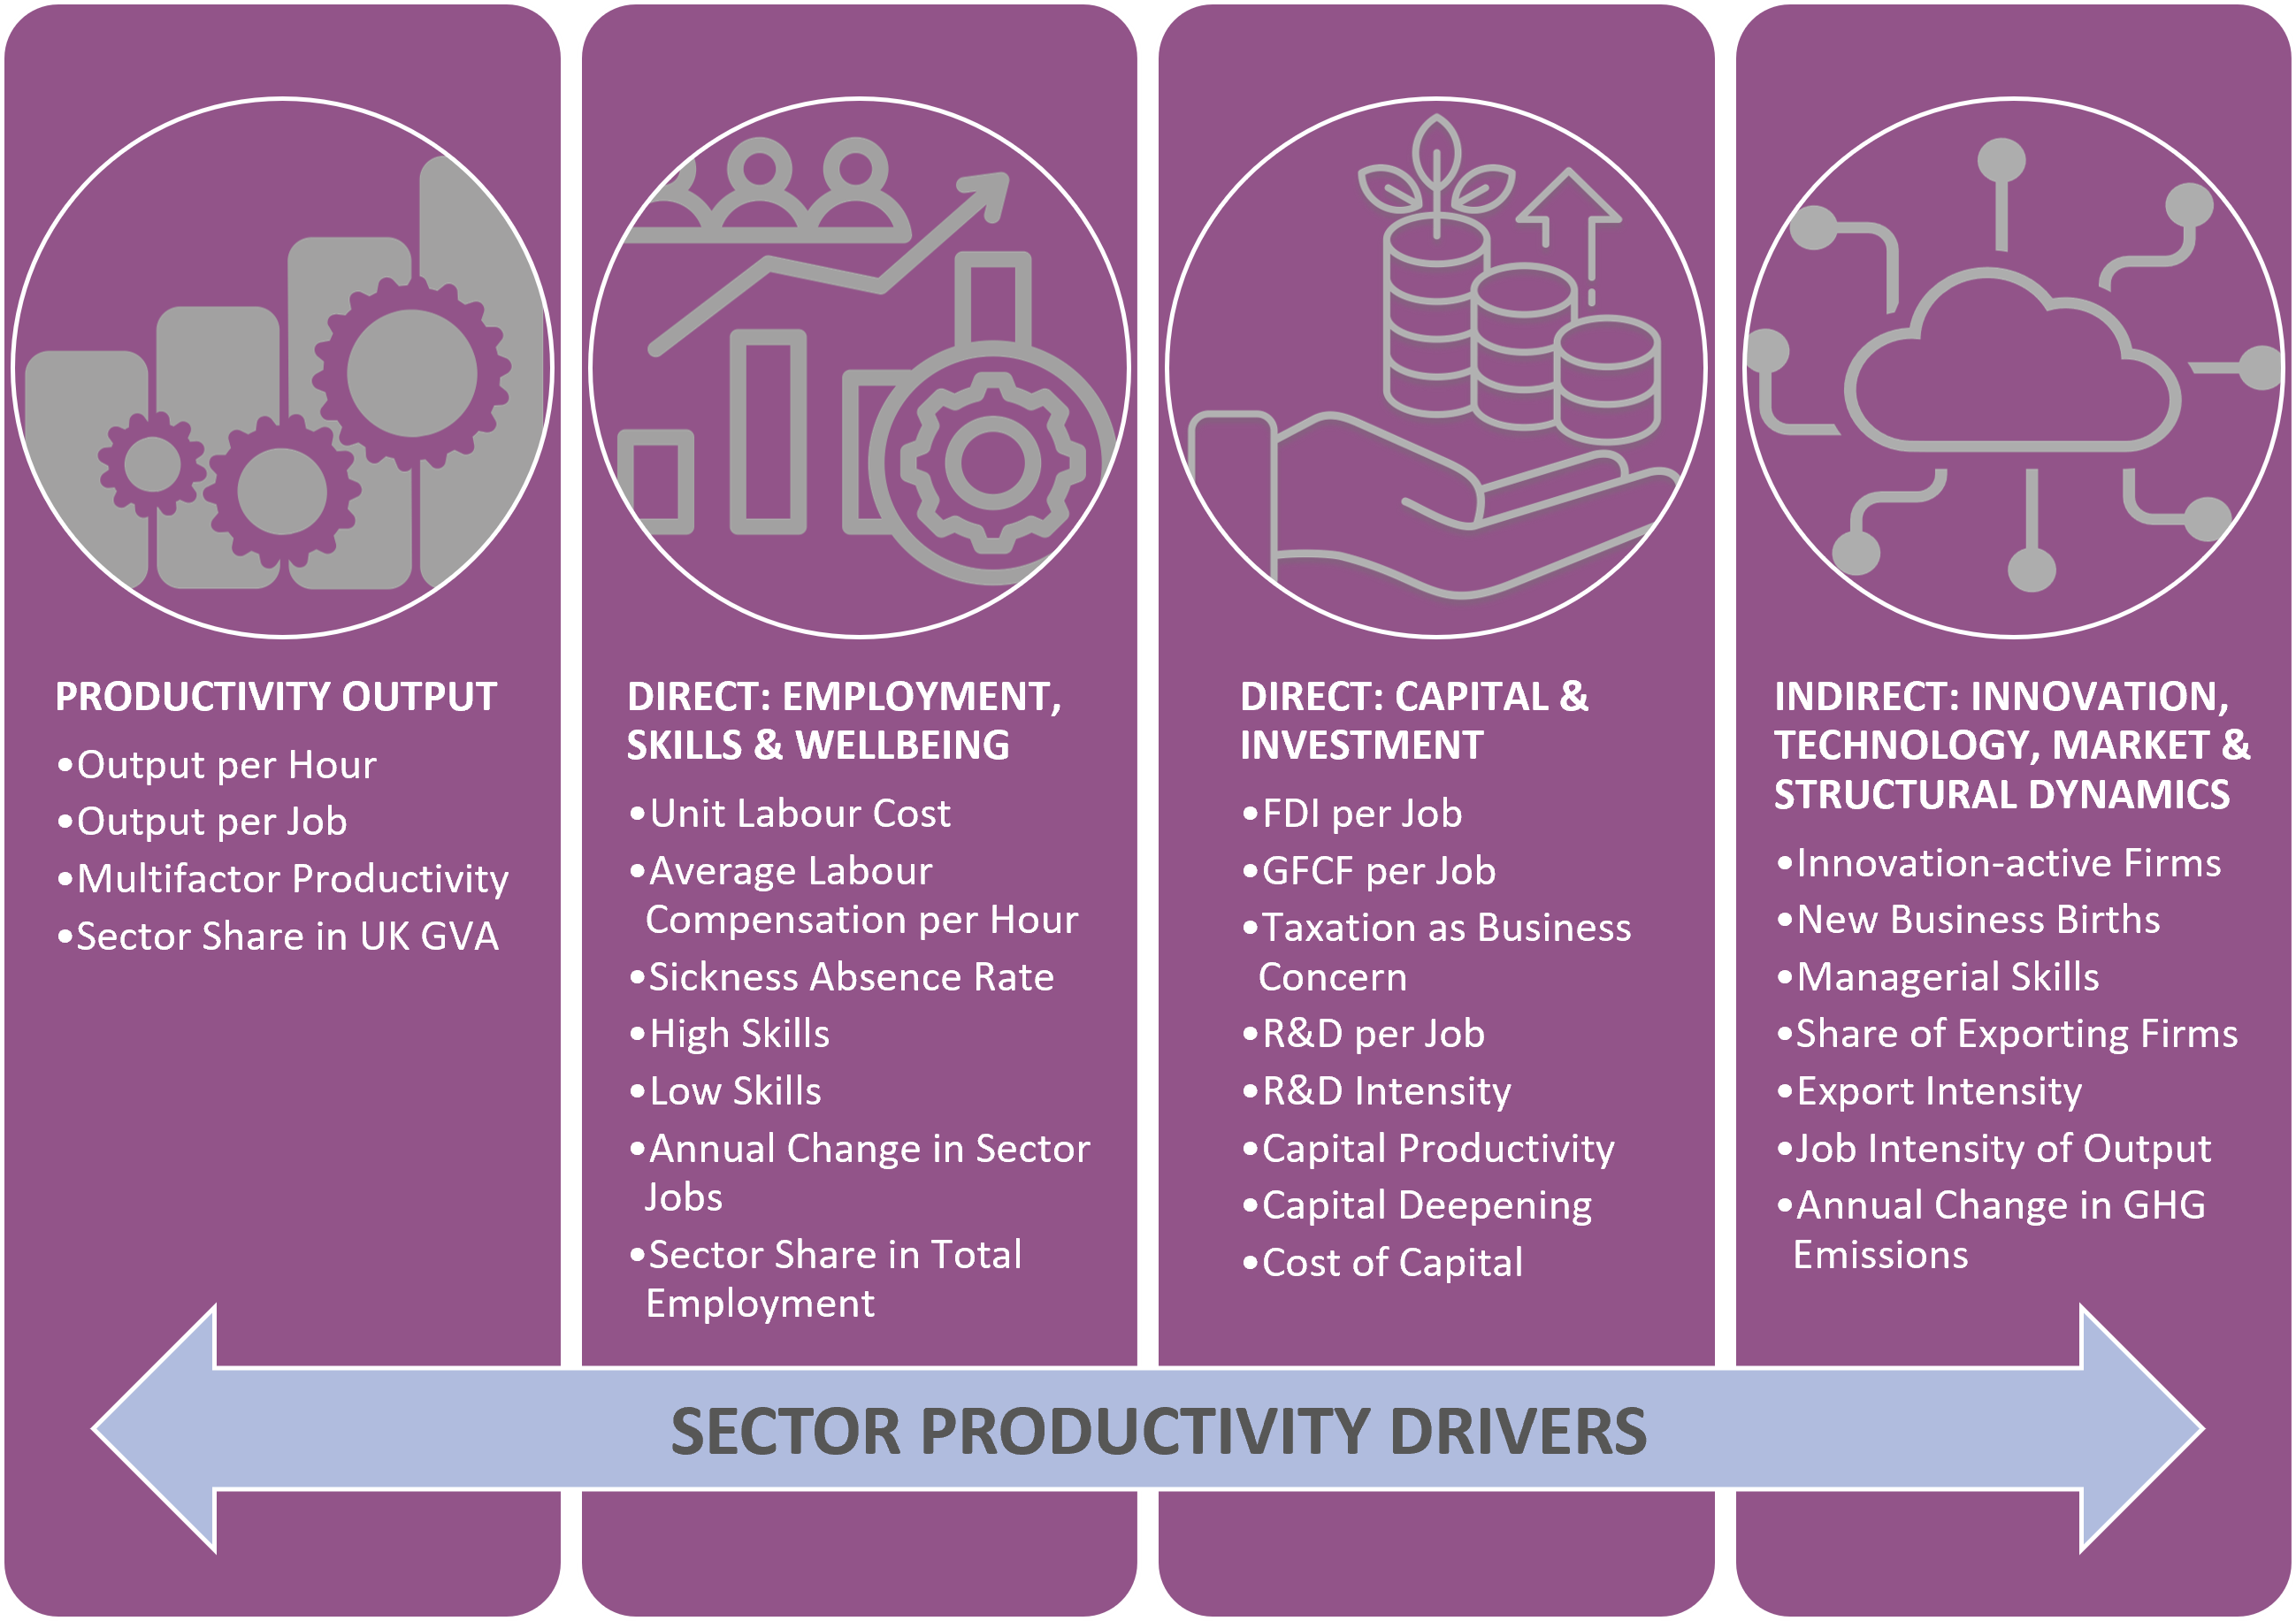 PRODUCTIVITY OUTPUT
•Output per Hour
•Output per Job
•Multifactor Productivity
•Sector Share in UK GVA
DIRECT: EMPLOYMENT,
SKILLS & WELLBEING
•Unit Labour Cost
•Average Labour
Compensation per Hour
•Sickness Absence Rate
•High Skills
•Low Skills
•Annual Change in Sector
Jobs
•Sector Share in Total
Employment
DIRECT: CAPITAL &
INVESTMENT
•FDI per Job
•GFCF per Job
•Taxation as Business
Concern
•R&D per Job
•R&D Intensity
•Capital Productivity
•Capital Deepening
•Cost of Capital
INDIRECT: INNOVATION,
TECHNOLOGY, MARKET &
STRUCTURAL DYNAMICS
•Innovation-active Firms
•New Business Births
•Managerial Skills
•Share of Exporting Firms
•Export Intensity
•Job Intensity of Output
•Annual Change in GHG
Emissions
SECTOR PRODUCTIVITY DRIVERS